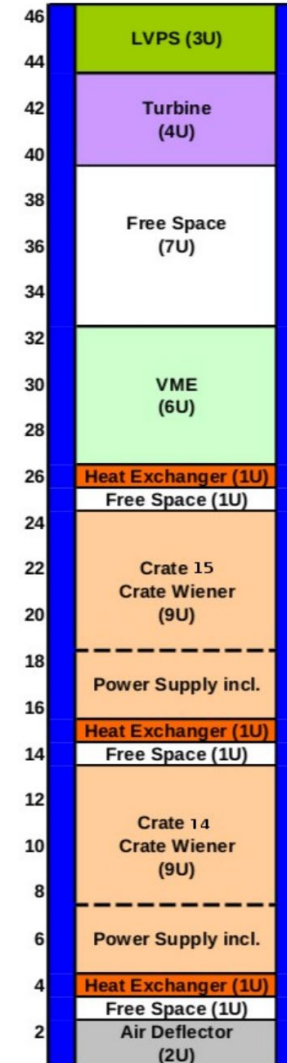 46
LVPS (3U)
44
42
Turbine
(4U)
40
38
Free Space
(7U)
36
34
32
30
VME
(6U)
28
26
Heat Exchanger (1U)
Free Space (1U)
24
22
Crate 15
Crate Wiener
20
(9U)
18
Power Supply incl.
16
Heat Exchanger (1U)
14
Free Space (1U)
12
Crate 14
10
Crate Wiener
(9U)
8
6
Power Supply incl.
4
Heat Exchanger (1U)
Free Space (1U)
2
Air Deflector
(2U)